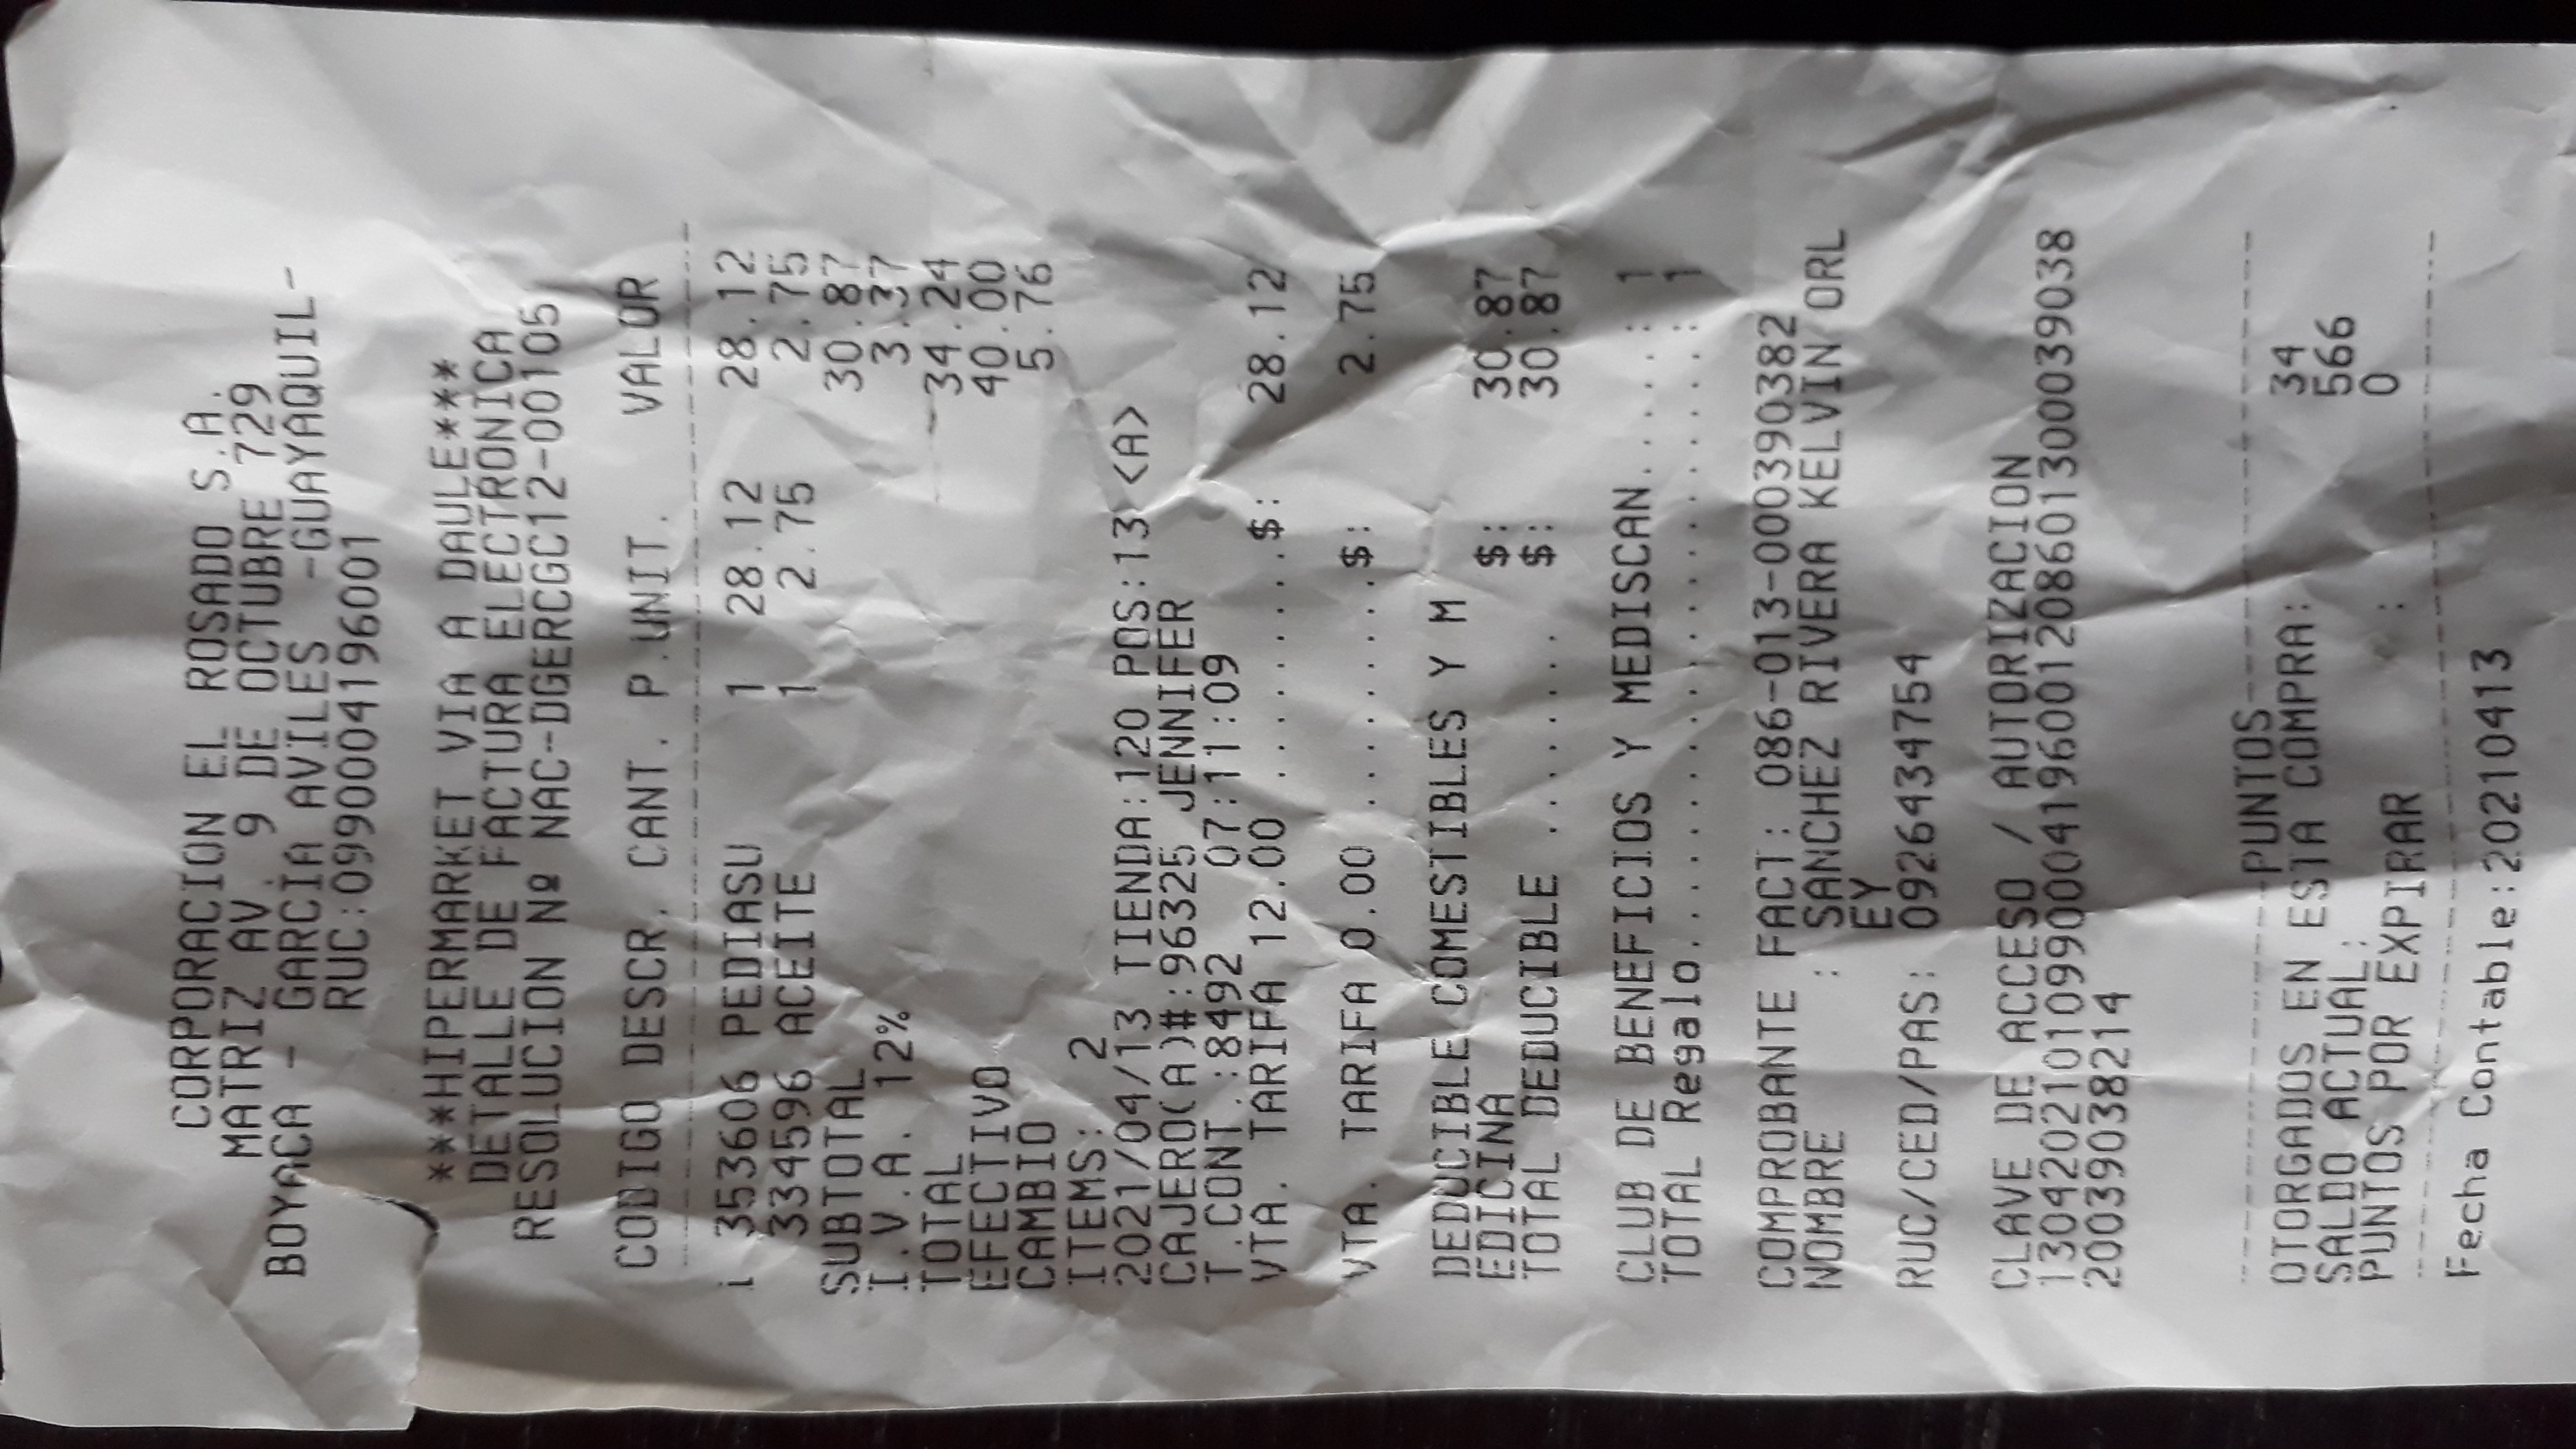 CORPORACION EL ROSADO S.A.
MATRIZ AV. 9 DE OCTUBRE 729
BOYACA - GARCIA AVILES -GUAYAQUIL-
RUC:0990004196001
***HIPERMARKET VIA A DAULE***
DETALLE DE FACTURA ELECTRONICA
RESOLUCION Nº NAC-DGERCGC12-00105
CODIGO DESCR. CANT. P.UNIT. VALOR
i 353606 PEDIASU 1 28.12 28.12
334596 ACEITE 1 2.75 2.75
SUBTOTAL 30.87
I.V.A. 12% 3.37
TOTAL 34.24
EFECTIVO 40.00
CAMBIO 5.76
ITEMS: 2
2021/04/13 TIENDA:120 POS:13 <A>
CAJERO(A)#:96325 JENNIFER
T.CONT.:8492 07:11:09
VTA. TARIFA 12.00 .........$: 28.12
VTA. TARIFA 0.00 .........$: 2.75
DEDUCIBLE COMESTIBLES Y M
EDICINA $: 30.87
TOTAL DEDUCIBLE ........ $: 30.87
CLUB DE BENEFICIOS Y MEDISCAN.....: 1
TOTAL Regalo......................: 1
COMPROBANTE FACT: 086-013-000390382
NOMBRE : SANCHEZ RIVERA KELVIN ORL
EY
RUC/CED/PAS: 0926434754
CLAVE DE ACCESO / AUTORIZACION
13042021010990004196001208601300039038
20039038214
PUNTOS
OTORGADOS EN ESTA COMPRA: 34
SALDO ACTUAL: 566
PUNTOS POR EXPIRAR : 0
Fecha Contable:20210413